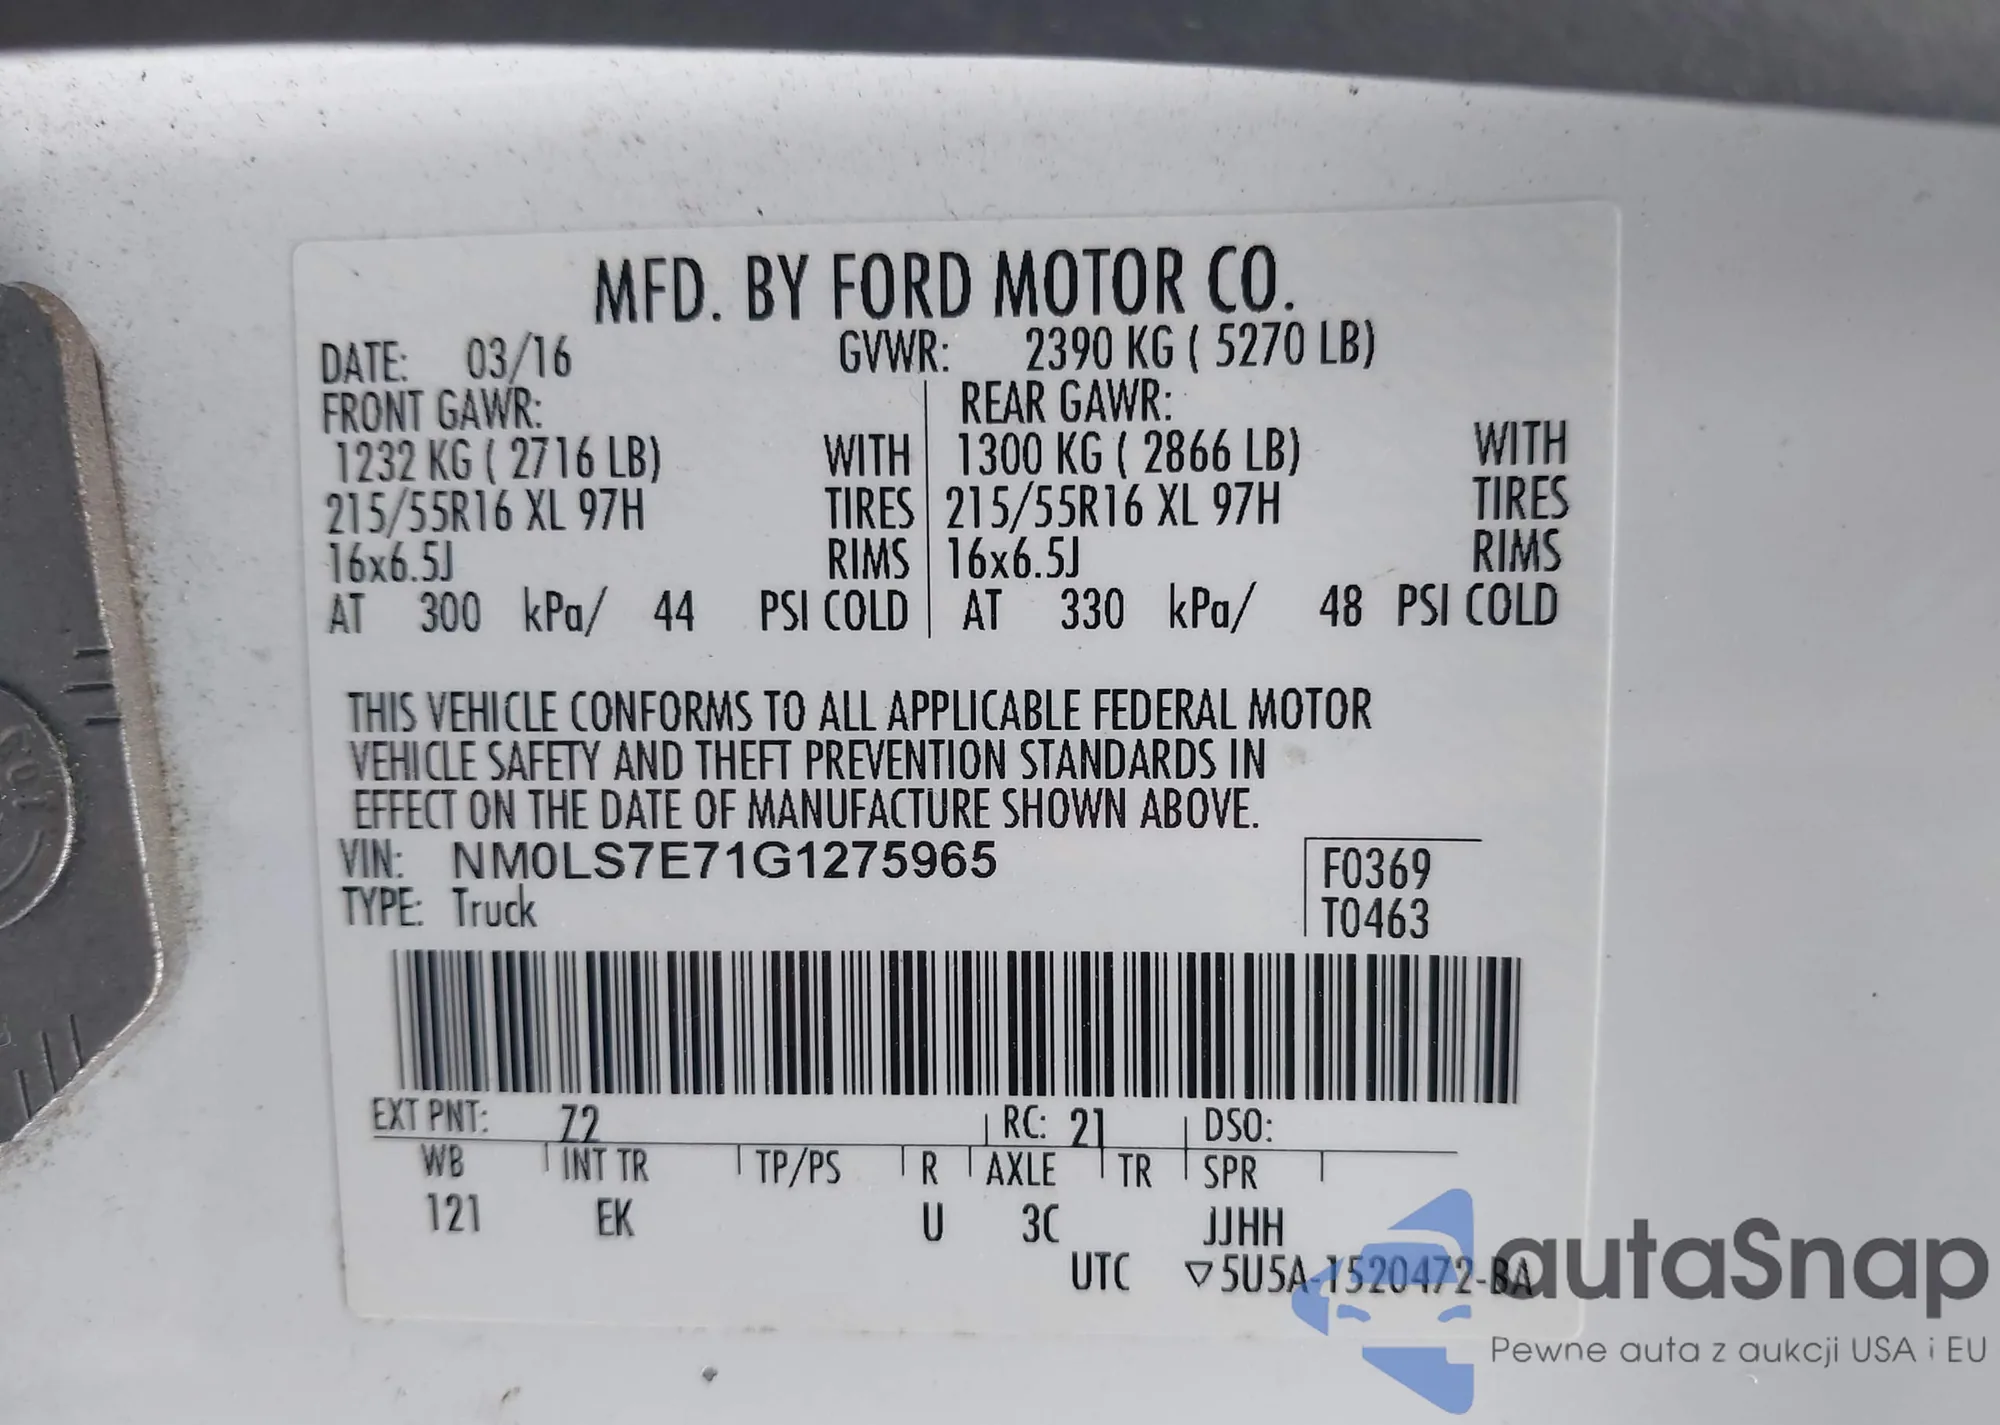 MFD. BY FORD MOTOR CO.
DATE: 03/16 GVWR: 2390 KG ( 5270 LB)
FRONT GAWR: REAR GAWR:
1232 KG ( 2716 LB) WITH 1300 KG ( 2866 LB) WITH
215/55R16 XL 97H TIRES 215/55R16 XL 97H TIRES
16x6.5J RIMS 16x6.5J RIMS
AT 300 kPa/ 44 PSI COLD AT 330 kPa/ 48 PSI COLD
THIS VEHICLE CONFORMS TO ALL APPLICABLE FEDERAL MOTOR
VEHICLE SAFETY AND THEFT PREVENTION STANDARDS IN
EFFECT ON THE DATE OF MANUFACTURE SHOWN ABOVE.
VIN: NM0LS7E71G1275965 F0369
TYPE: Truck T0463
EXT PNT: Z2 RC: 21 DSO:
WB INT TR TP/PS R AXLE TR SPR
121 EK U 3C JJHH
UTC ▽5U5A-1520472-BA
autaSnap
Pewne auta z aukcji USA i EU